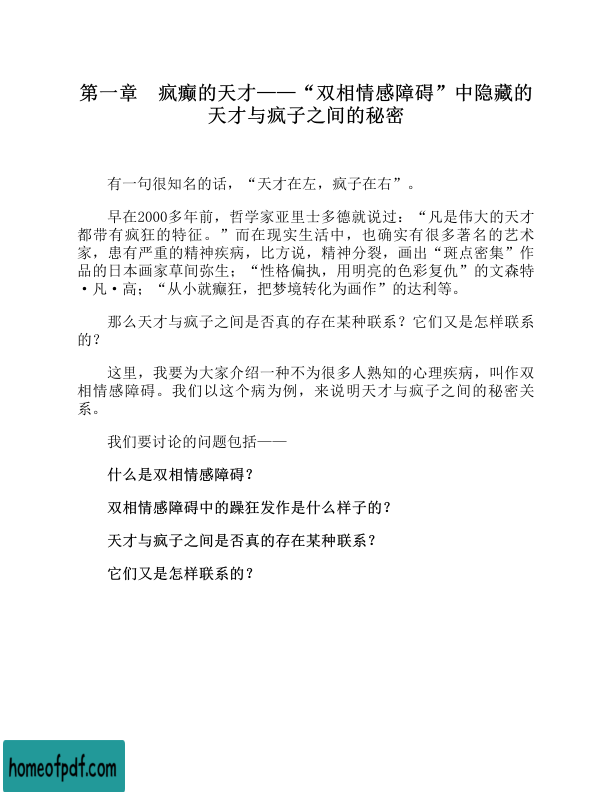 第一章　疯癫的天才——“双相情感障碍”中隐藏的
天才与疯子之间的秘密
有一句很知名的话，“天才在左，疯子在右”。
早在2000多年前，哲学家亚里士多德就说过：“凡是伟大的天才
都带有疯狂的特征。”而在现实生活中，也确实有很多著名的艺术
家，患有严重的精神疾病，比方说，精神分裂，画出“斑点密集”作
品的日本画家草间弥生；“性格偏执，用明亮的色彩复仇”的文森特
·凡·高；“从小就癫狂，把梦境转化为画作”的达利等。
那么天才与疯子之间是否真的存在某种联系？它们又是怎样联系
的？
这里，我要为大家介绍一种不为很多人熟知的心理疾病，叫作双
相情感障碍。我们以这个病为例，来说明天才与疯子之间的秘密关
系。
我们要讨论的问题包括——
什么是双相情感障碍？
双相情感障碍中的躁狂发作是什么样子的？
天才与疯子之间是否真的存在某种联系？
它们又是怎样联系的？
homeofpdf.com